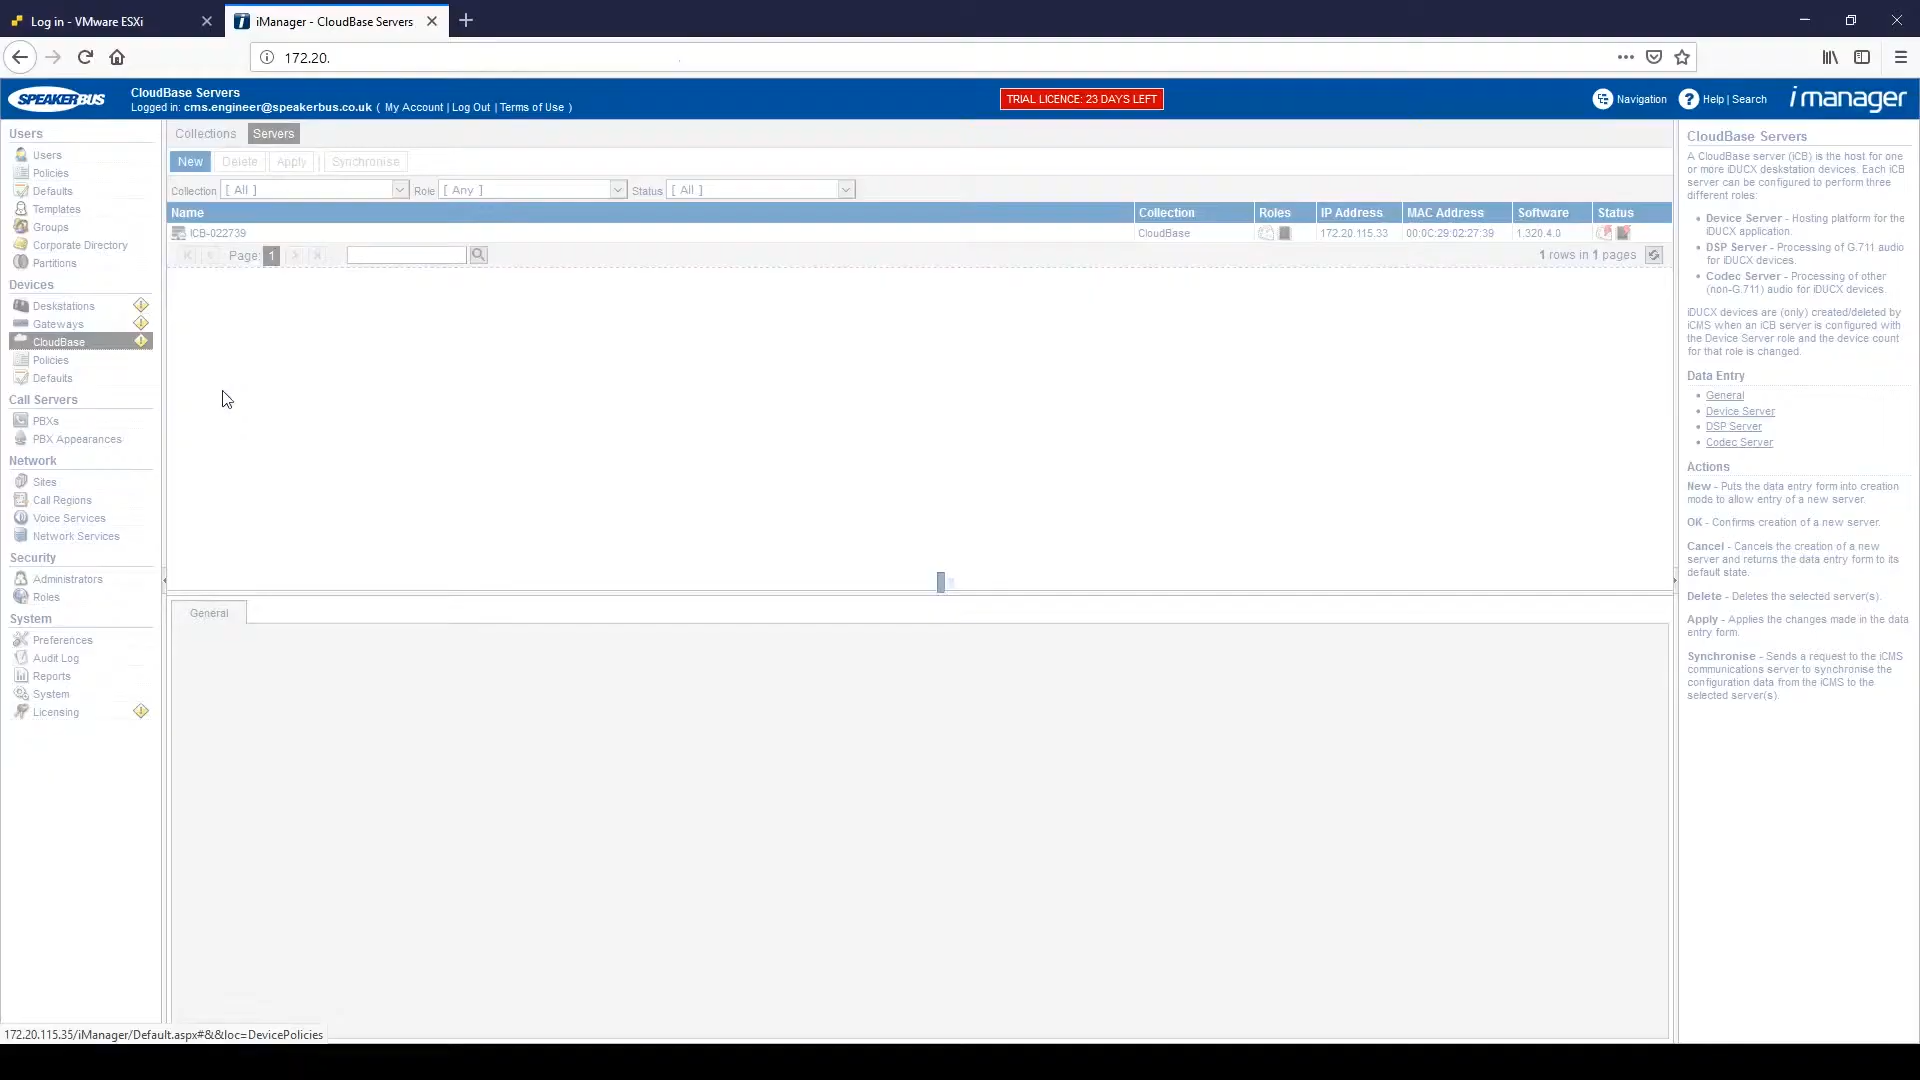 Log in - VMware ESXi
iManager - CloudBase Servers
172.20.
SPEAKERBUS
CloudBase Servers
Logged in: cms.engineer@speakerbus.co.uk ( My Account | Log Out | Terms of Use )
TRIAL LICENCE: 23 DAYS LEFT
Navigation
Help | Search
i manager
Users
Users
Policies
Defaults
Templates
Groups
Corporate Directory
Partitions
Devices
Deskstations
Gateways
CloudBase
Policies
Defaults
Call Servers
PBXs
PBX Appearances
Network
Sites
Call Regions
Voice Services
Network Services
Security
Administrators
Roles
System
Preferences
Audit Log
Reports
System
Licensing
Collections Servers
New Delete Apply | Synchronise
Collection [ All ] Role [ Any ] Status [ All ]
Name Collection Roles IP Address MAC Address Software Status
ICB-022739 CloudBase 172.20.115.33 00:0C:29:02:27:39 1.320.4.0
Page: 1
1 rows in 1 pages
General
CloudBase Servers
A CloudBase server (iCB) is the host for one
or more iDUCX deskstation devices. Each iCB
server can be configured to perform three
different roles:
• Device Server - Hosting platform for the
iDUCX application.
• DSP Server - Processing of G.711 audio
for iDUCX devices.
• Codec Server - Processing of other
(non-G.711) audio for iDUCX devices.
iDUCX devices are (only) created/deleted by
iCMS when an iCB server is configured with
the Device Server role and the device count
for that role is changed.
Data Entry
• General
• Device Server
• DSP Server
• Codec Server
Actions
New - Puts the data entry form into creation
mode to allow entry of a new server.
OK - Confirms creation of a new server.
Cancel - Cancels the creation of a new
server and returns the data entry form to its
default state.
Delete - Deletes the selected server(s).
Apply - Applies the changes made in the data
entry form.
Synchronise - Sends a request to the iCMS
communications server to synchronise the
configuration data from the iCMS to the
selected server(s).
172.20.115.35/iManager/Default.aspx#&&loc=DevicePolicies